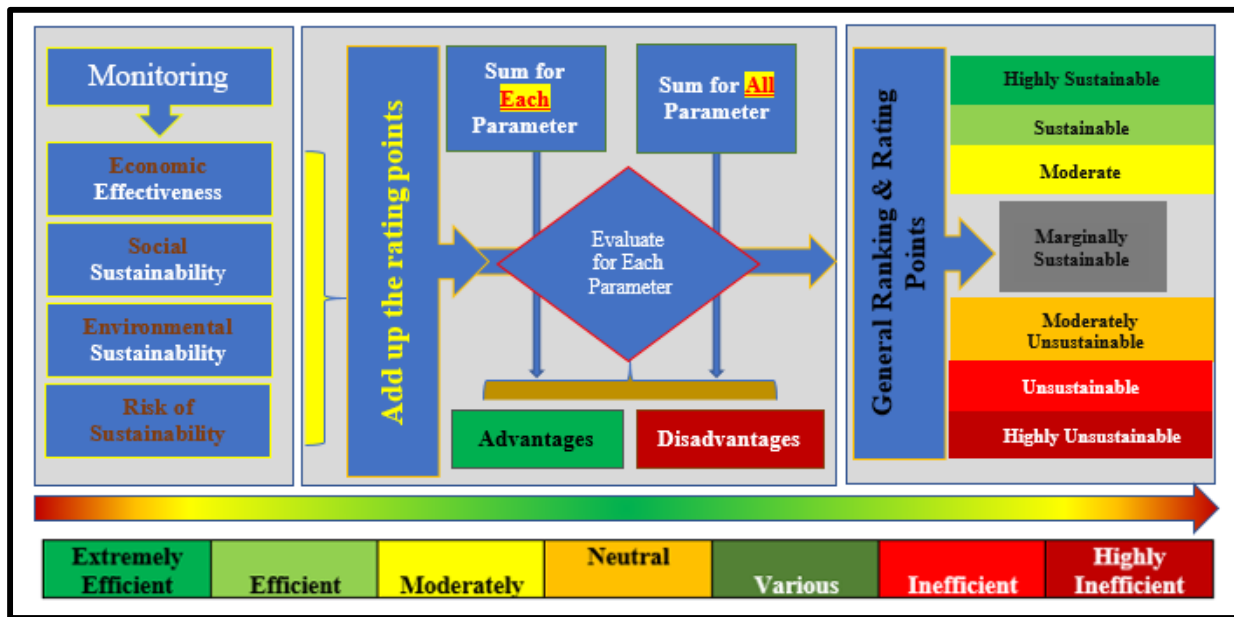 Monitoring
Economic
Effectiveness
Social
Sustainability
Environmental
Sustainability
Risk of
Sustainability
Add up the rating points
Sum for
Each
Parameter
Sum for All
Parameter
Evaluate
for Each
Parameter
Advantages
Disadvantages
General Ranking & Rating
Points
Highly Sustainable
Sustainable
Moderate
Marginally
Sustainable
Moderately
Unsustainable
Unsustainable
Highly Unsustainable
Extremely
Efficient
Efficient
Moderately
Neutral
Various
Inefficient
Highly
Inefficient